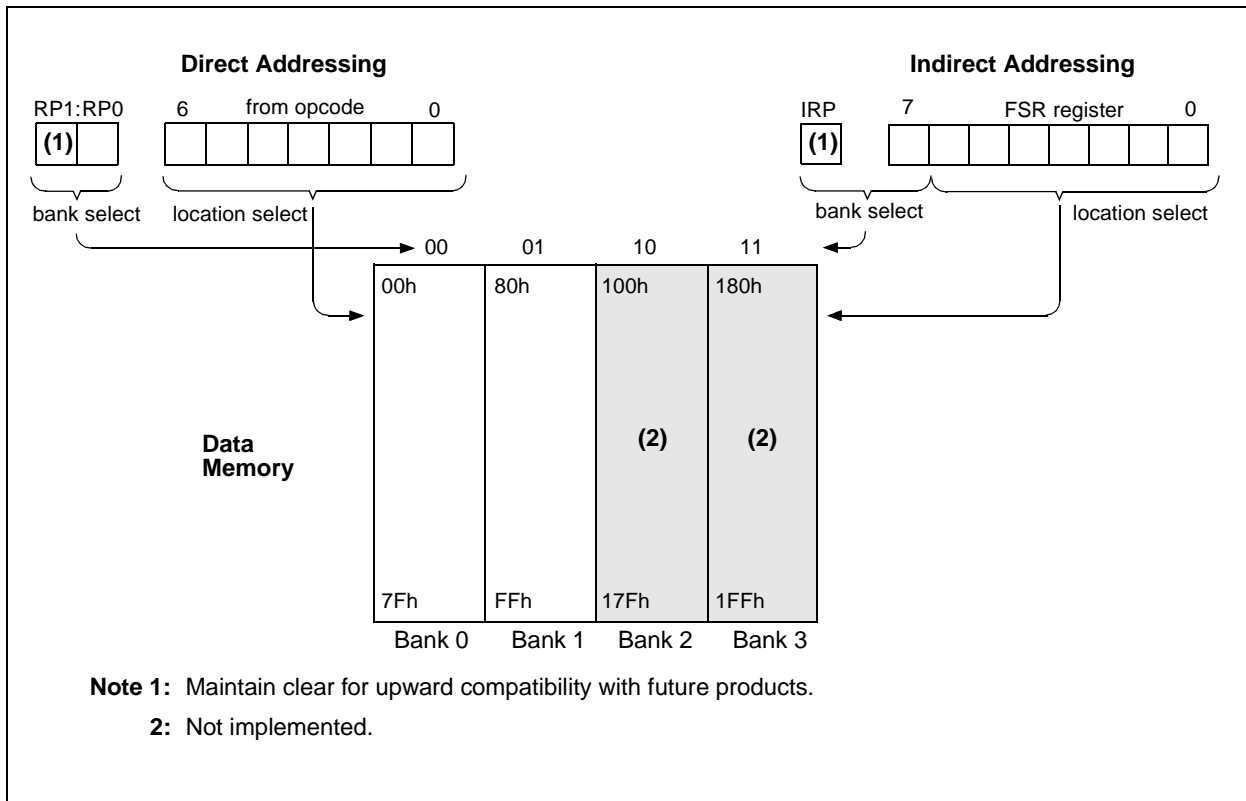 Direct Addressing Indirect Addressing
RP1:RP0 6 from opcode 0 IRP 7 FSR register 0
(1) (1)
bank select location select bank select location select
00 01 10 11
00h 80h 100h 180h
Data
Memory
(2) (2)
7Fh FFh 17Fh 1FFh
Bank 0 Bank 1 Bank 2 Bank 3
Note 1: Maintain clear for upward compatibility with future products.
2: Not implemented.